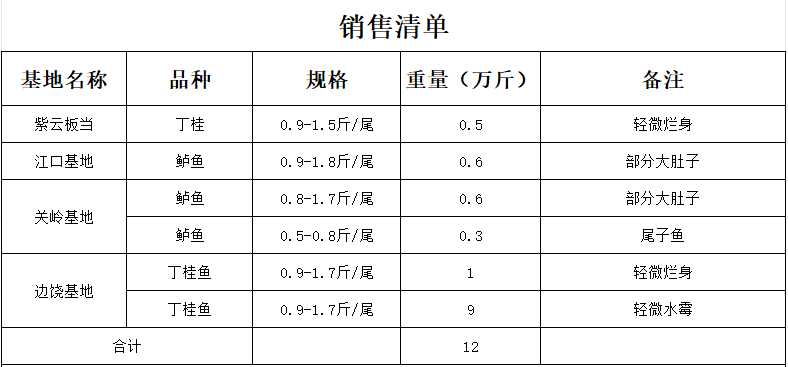 销售清单
基地名称 品种 规格 重量（万斤） 备注
紫云板当 丁桂 0.9-1.5斤/尾 0.5 轻微烂身
江口基地 鲈鱼 0.9-1.8斤/尾 0.6 部分大肚子
关岭基地 鲈鱼 0.8-1.7斤/尾 0.6 部分大肚子
鲈鱼 0.5-0.8斤/尾 0.3 尾子鱼
边饶基地 丁桂鱼 0.9-1.7斤/尾 1 轻微烂身
丁桂鱼 0.9-1.7斤/尾 9 轻微水霉
合计 12